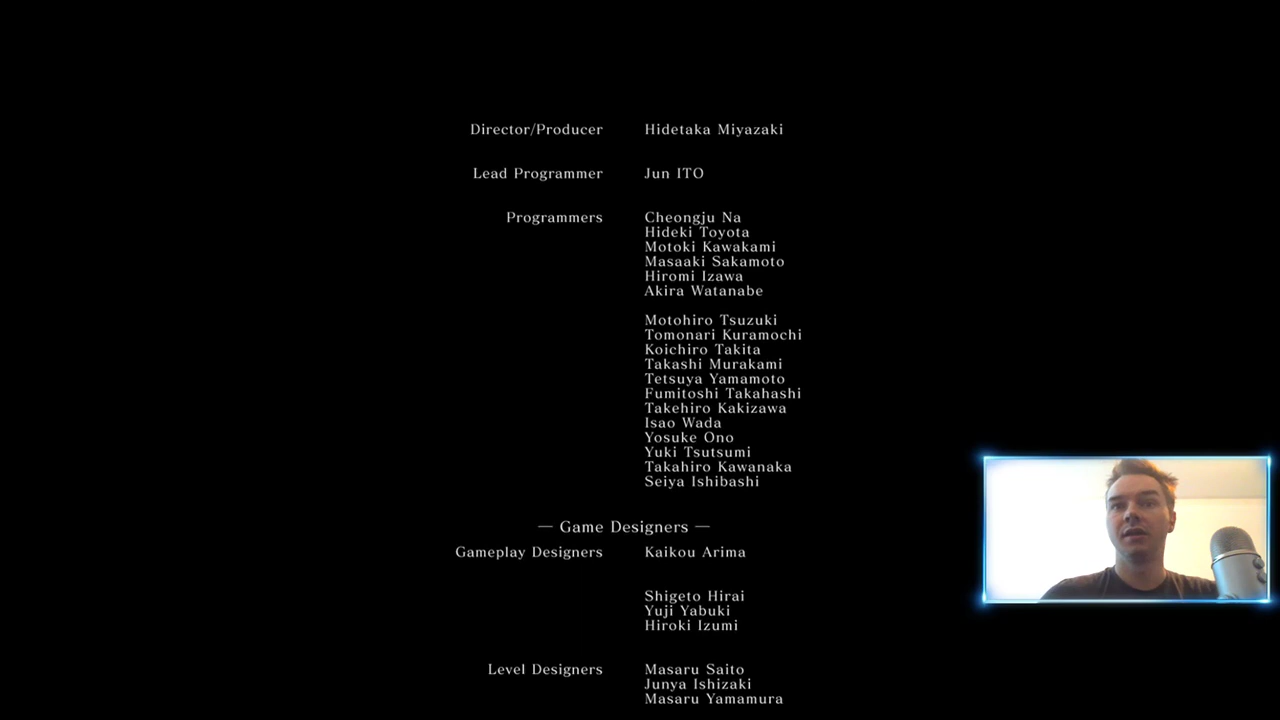 Director/Producer Hidetaka Miyazaki
Lead Programmer Jun ITO
Programmers Cheongju Na
Hideki Toyota
Motoki Kawakami
Masaaki Sakamoto
Hiromi Izawa
Akira Watanabe
Motohiro Tsuzuki
Tomonari Kuramochi
Koichiro Takita
Takashi Murakami
Tetsuya Yamamoto
Fumitoshi Takahashi
Takehiro Kakizawa
Isao Wada
Yosuke Ono
Yuki Tsutsumi
Takahiro Kawanaka
Seiya Ishibashi
— Game Designers —
Gameplay Designers Kaikou Arima
Shigeto Hirai
Yuji Yabuki
Hiroki Izumi
Level Designers Masaru Saito
Junya Ishizaki
Masaru Yamamura